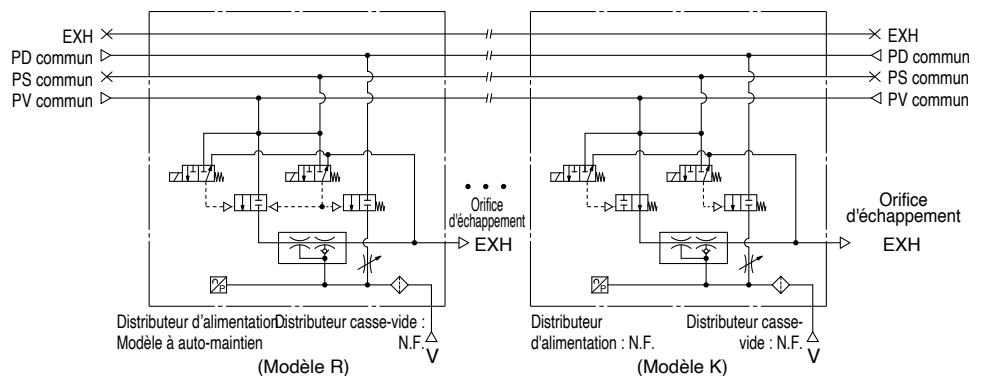 EXH
PD commun
PS commun
PV commun
EXH
PD commun
PS commun
PV commun
Orifice
d'échappement
EXH
Orifice
d'échappement
EXH
Distributeur d'alimentation
Modèle à auto-maintien
Distributeur casse-vide :
N.F.
V
(Modèle R)
Distributeur
d'alimentation : N.F.
Distributeur casse-
vide : N.F.
V
(Modèle K)